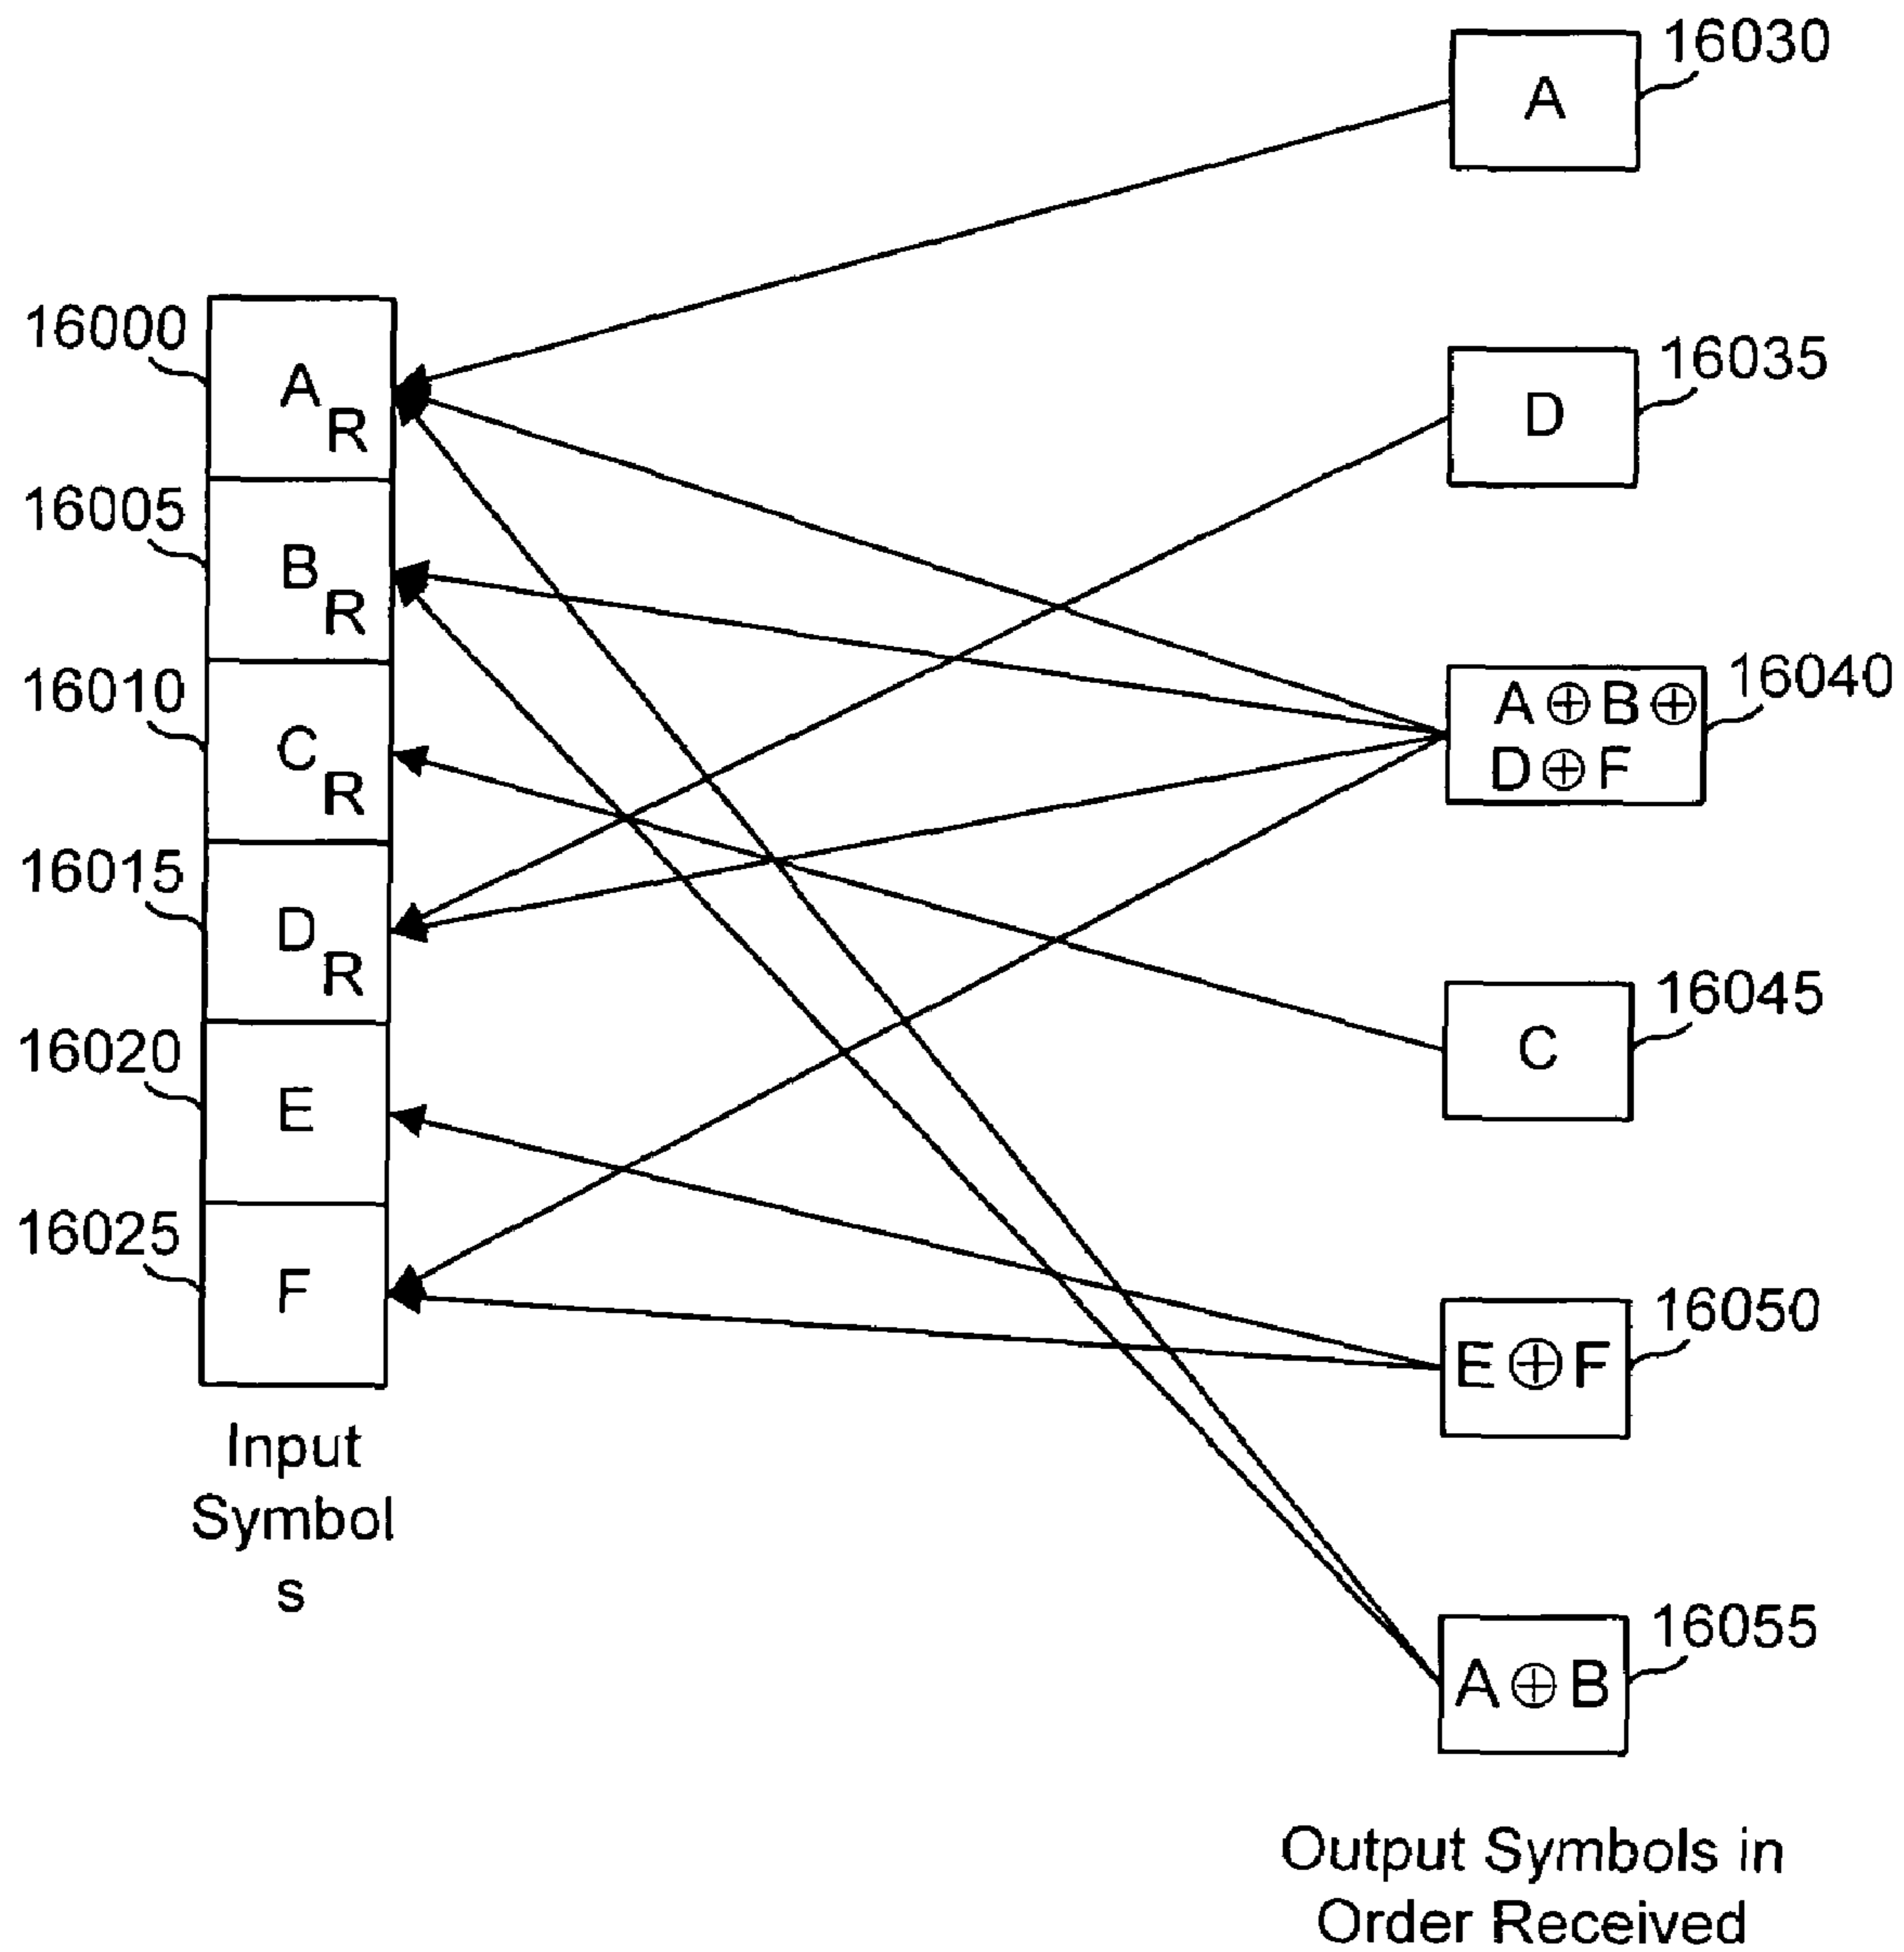 16030
A
16035
D
16000
A
R
16005
B
R
16010
C
R
16015
D
R
16020
E
16025
F
Input
Symbol
s
16040
A ⊕ B ⊕
D ⊕ F
16045
C
16050
E ⊕ F
16055
A ⊕ B
Output Symbols in
Order Received